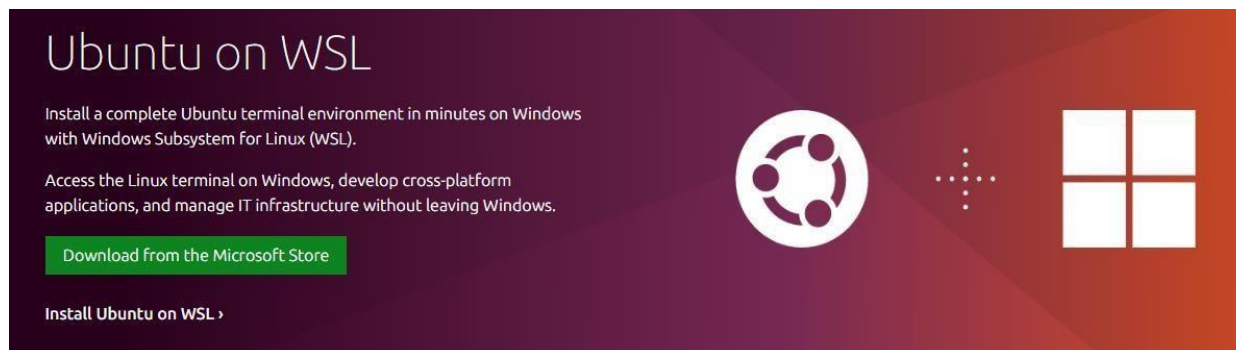 Ubuntu on WSL
Install a complete Ubuntu terminal environment in minutes on Windows
with Windows Subsystem for Linux (WSL).
Access the Linux terminal on Windows, develop cross-platform
applications, and manage IT infrastructure without leaving Windows.
Download from the Microsoft Store
Install Ubuntu on WSL ›